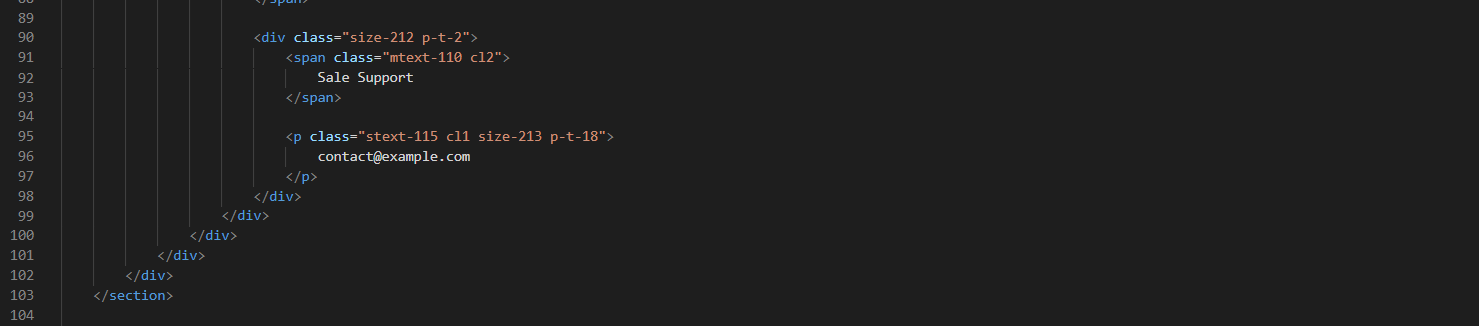 88 </span>
89
90 <div class="size-212 p-t-2">
91 <span class="mtext-110 cl2">
92 Sale Support
93 </span>
94
95 <p class="stext-115 cl1 size-213 p-t-18">
96 contact@example.com
97 </p>
98 </div>
99 </div>
100 </div>
101 </div>
102 </div>
103 </section>
104